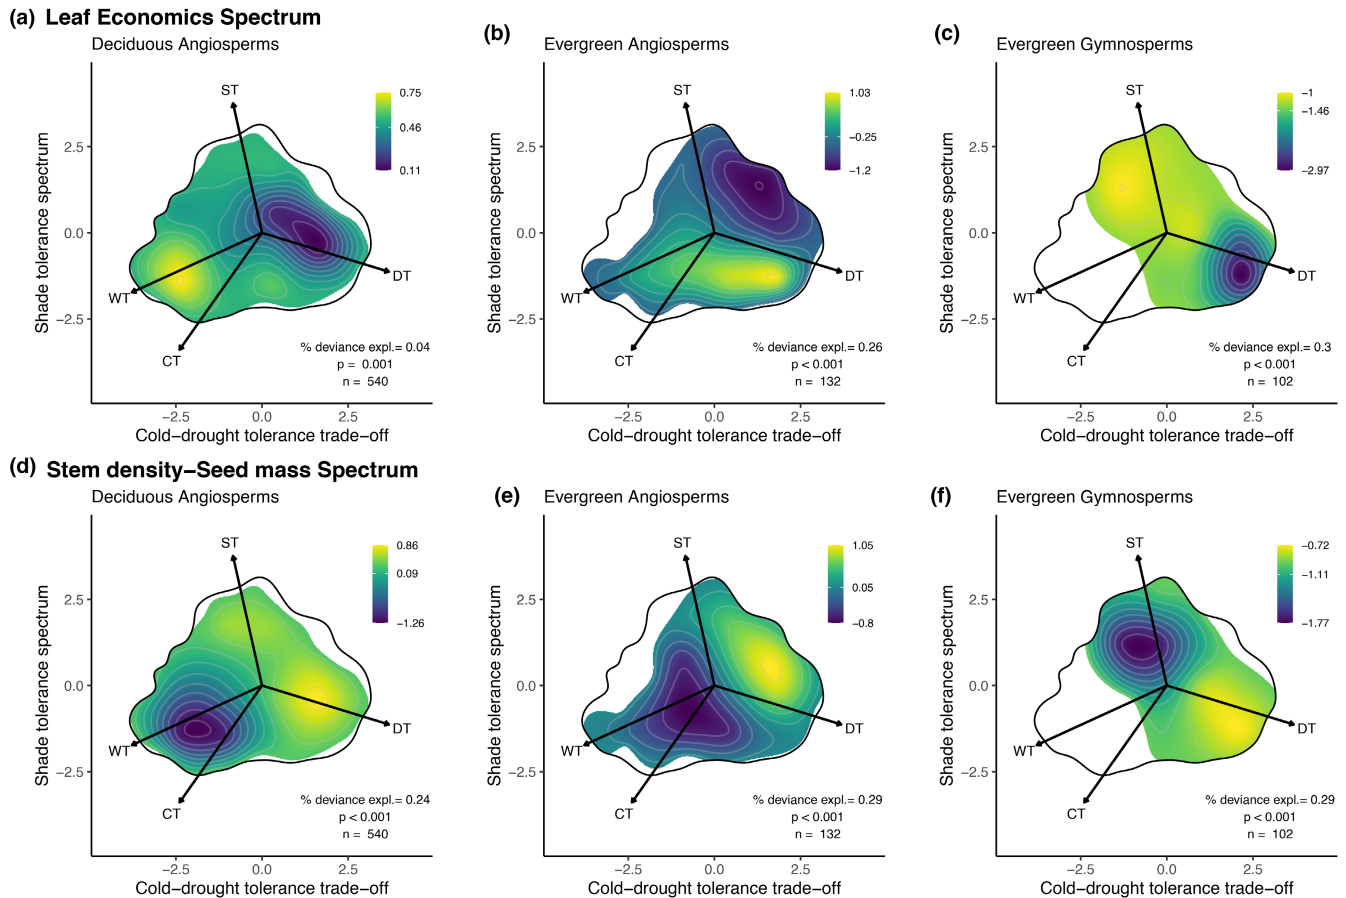 (a) Leaf Economics Spectrum
Deciduous Angiosperms
ST
DT
WT
CT
0.75
0.46
0.11
2.5
0.0
−2.5
−2.5
0.0
2.5
% deviance expl.= 0.04
p = 0.001
n = 540
Shade tolerance spectrum
Cold−drought tolerance trade−off
(b)
Evergreen Angiosperms
ST
DT
WT
CT
1.03
−0.25
−1.2
2.5
0.0
−2.5
−2.5
0.0
2.5
% deviance expl.= 0.26
p < 0.001
n = 132
Shade tolerance spectrum
Cold−drought tolerance trade−off
(c)
Evergreen Gymnosperms
ST
DT
WT
CT
−1
−1.46
−2.97
2.5
0.0
−2.5
−2.5
0.0
2.5
% deviance expl.= 0.3
p < 0.001
n = 102
Shade tolerance spectrum
Cold−drought tolerance trade−off
(d) Stem density−Seed mass Spectrum
Deciduous Angiosperms
ST
DT
WT
CT
0.86
0.09
−1.26
2.5
0.0
−2.5
−2.5
0.0
2.5
% deviance expl.= 0.24
p < 0.001
n = 540
Shade tolerance spectrum
Cold−drought tolerance trade−off
(e)
Evergreen Angiosperms
ST
DT
WT
CT
1.05
0.05
−0.8
2.5
0.0
−2.5
−2.5
0.0
2.5
% deviance expl.= 0.29
p < 0.001
n = 132
Shade tolerance spectrum
Cold−drought tolerance trade−off
(f)
Evergreen Gymnosperms
ST
DT
WT
CT
−0.72
−1.11
−1.77
2.5
0.0
−2.5
−2.5
0.0
2.5
% deviance expl.= 0.29
p < 0.001
n = 102
Shade tolerance spectrum
Cold−drought tolerance trade−off